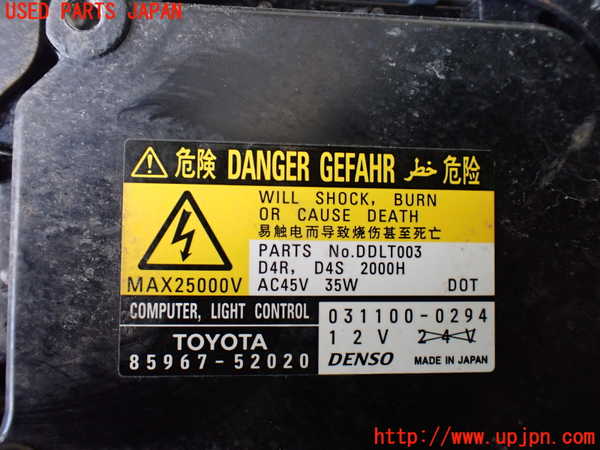 USED PARTS JAPAN
危険 DANGER GEFAHR خطر 危险
WILL SHOCK, BURN
OR CAUSE DEATH
易触电而导致烧伤甚至死亡
MAX25000V
PARTS No.DDLT003
D4R, D4S 2000H
AC45V 35W DOT
COMPUTER, LIGHT CONTROL
031100-0294
TOYOTA
12V 24V
85967-52020
DENSO MADE IN JAPAN
http://www.upjpn.com/